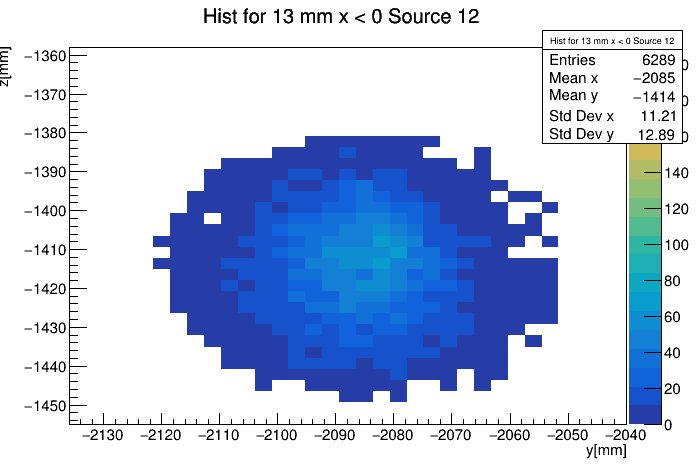 Hist for 13 mm x < 0 Source 12
Hist for 13 mm x < 0 Source 12
Entries 6289
Mean x −2085
Mean y −1414
Std Dev x 11.21
Std Dev y 12.89
z[mm]
−1360
−1370
−1380
−1390
−1400
−1410
−1420
−1430
−1440
−1450
140
120
100
80
60
40
20
0
−2130 −2120 −2110 −2100 −2090 −2080 −2070 −2060 −2050 −2040
y[mm]